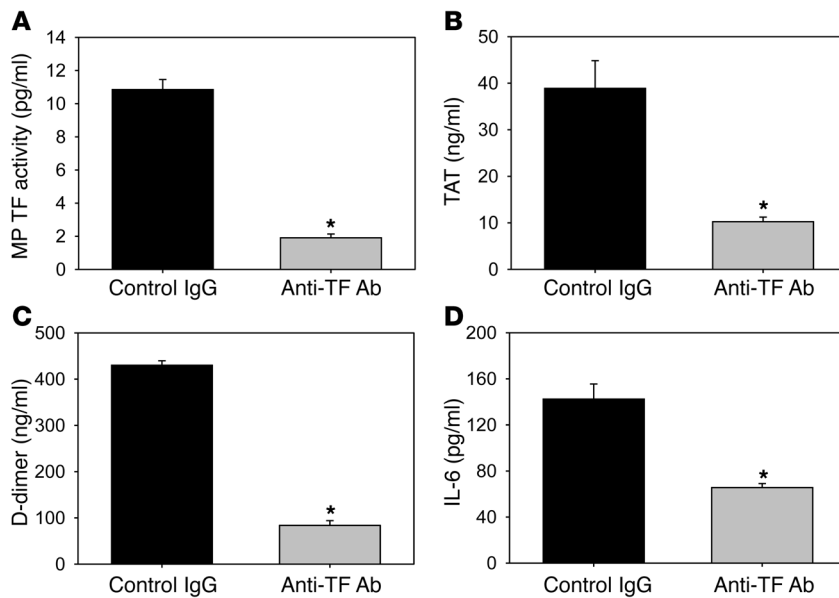 A
MP TF activity (pg/ml)
14
12
10
8
6
4
2
0
*
Control IgG Anti-TF Ab
B
TAT (ng/ml)
50
40
30
20
10
0
*
Control IgG Anti-TF Ab
C
D-dimer (ng/ml)
500
400
300
200
100
0
*
Control IgG Anti-TF Ab
D
IL-6 (pg/ml)
200
160
120
80
40
0
*
Control IgG Anti-TF Ab